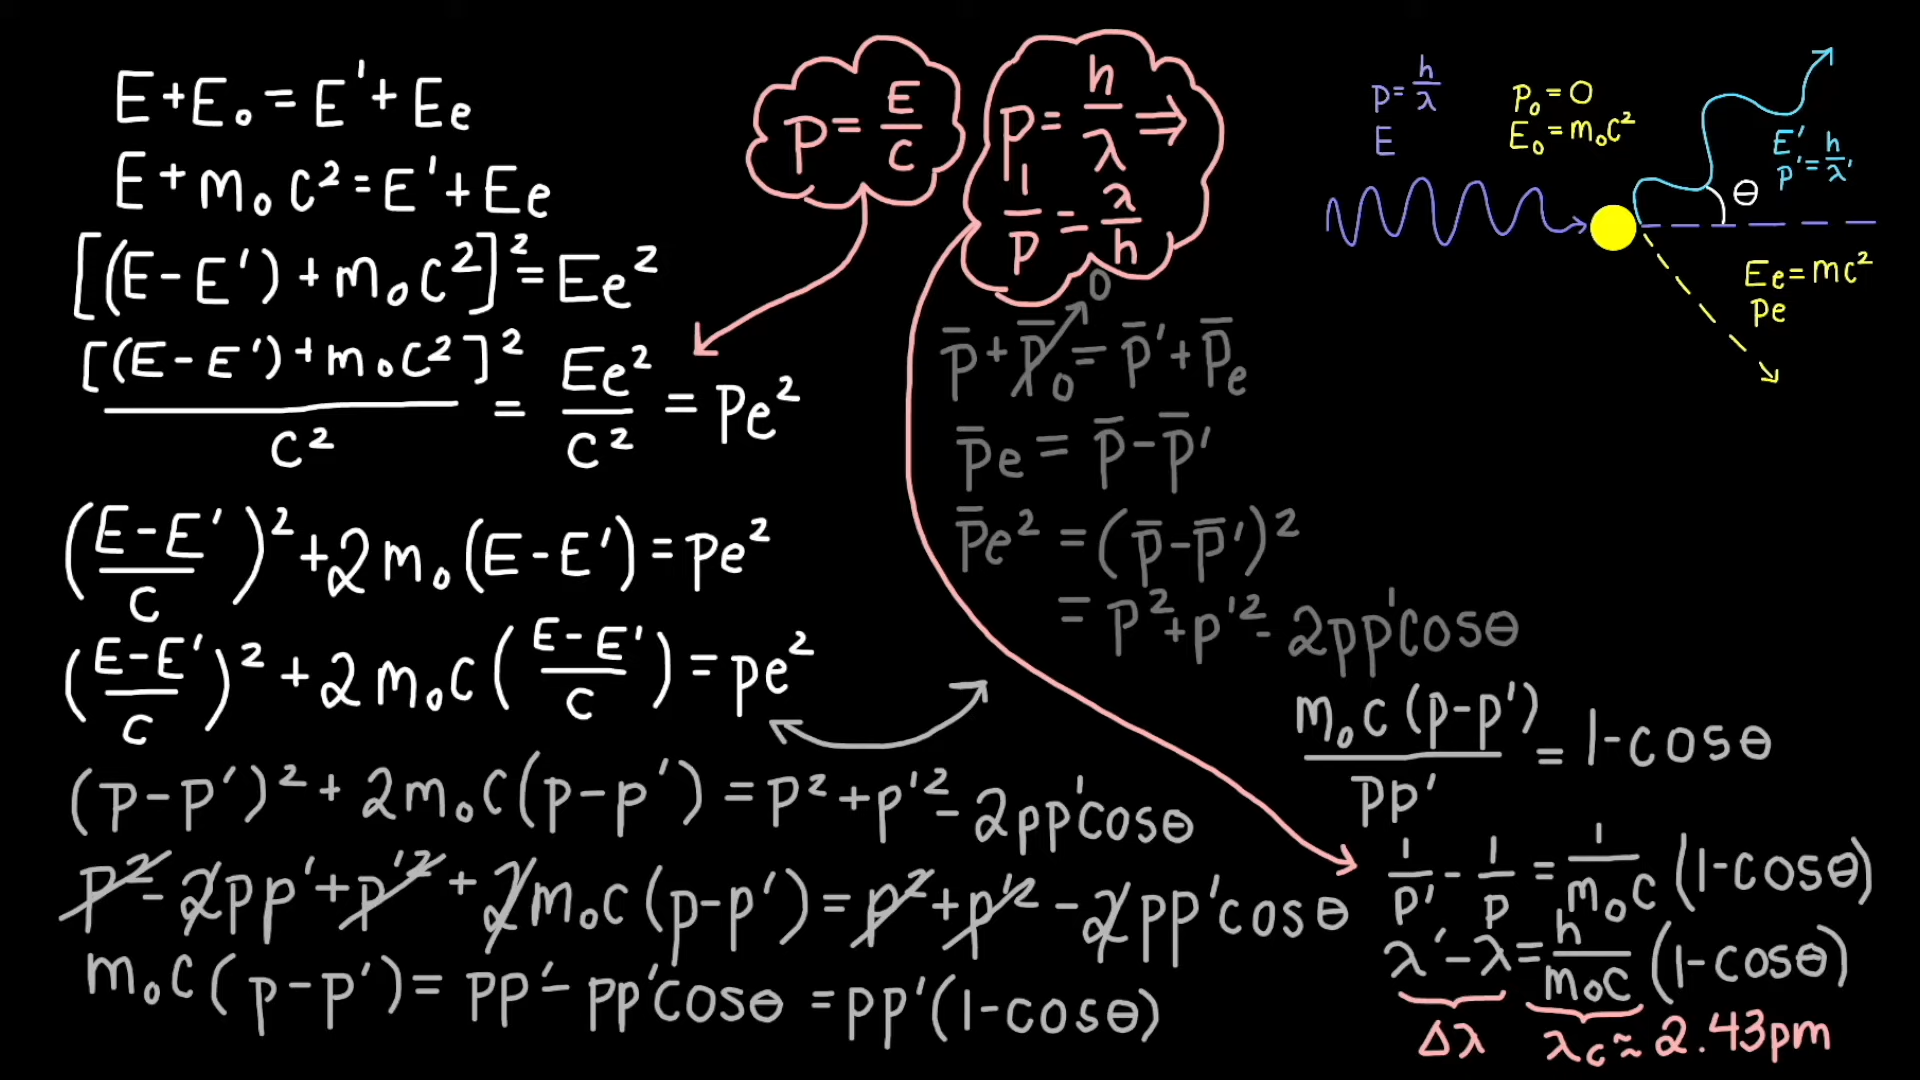 E + E₀ = E' + Ee
E + m₀c² = E' + Ee
[(E - E') + m₀c²]² = Ee²
[(E - E') + m₀c²]² / c² = Ee² / c² = pe²
((E - E') / c)² + 2m₀(E - E') = pe²
((E - E') / c)² + 2m₀c((E - E') / c) = pe²
(p - p')² + 2m₀c(p - p') = p² + p'² - 2pp'cosθ
p² - 2pp' + p'² + 2m₀c(p - p') = p² + p'² - 2pp'cosθ
m₀c(p - p') = pp' - pp'cosθ = pp'(1 - cosθ)
p = E / c
p = h / λ ⇒
1 / p = λ / h
p̄ + p̄₀ = p̄' + p̄e
0
p̄e = p̄ - p̄'
p̄e² = (p̄ - p̄')²
= p² + p'² - 2pp'cosθ
m₀c(p - p') / pp' = 1 - cosθ
1 / p' - 1 / p = 1 / m₀c (1 - cosθ)
λ' - λ = h / m₀c (1 - cosθ)
Δλ
λc ≈ 2.43pm
p = h / λ
E
p₀ = 0
E₀ = m₀c²
E'
p' = h / λ'
θ
Ee = mc²
pe